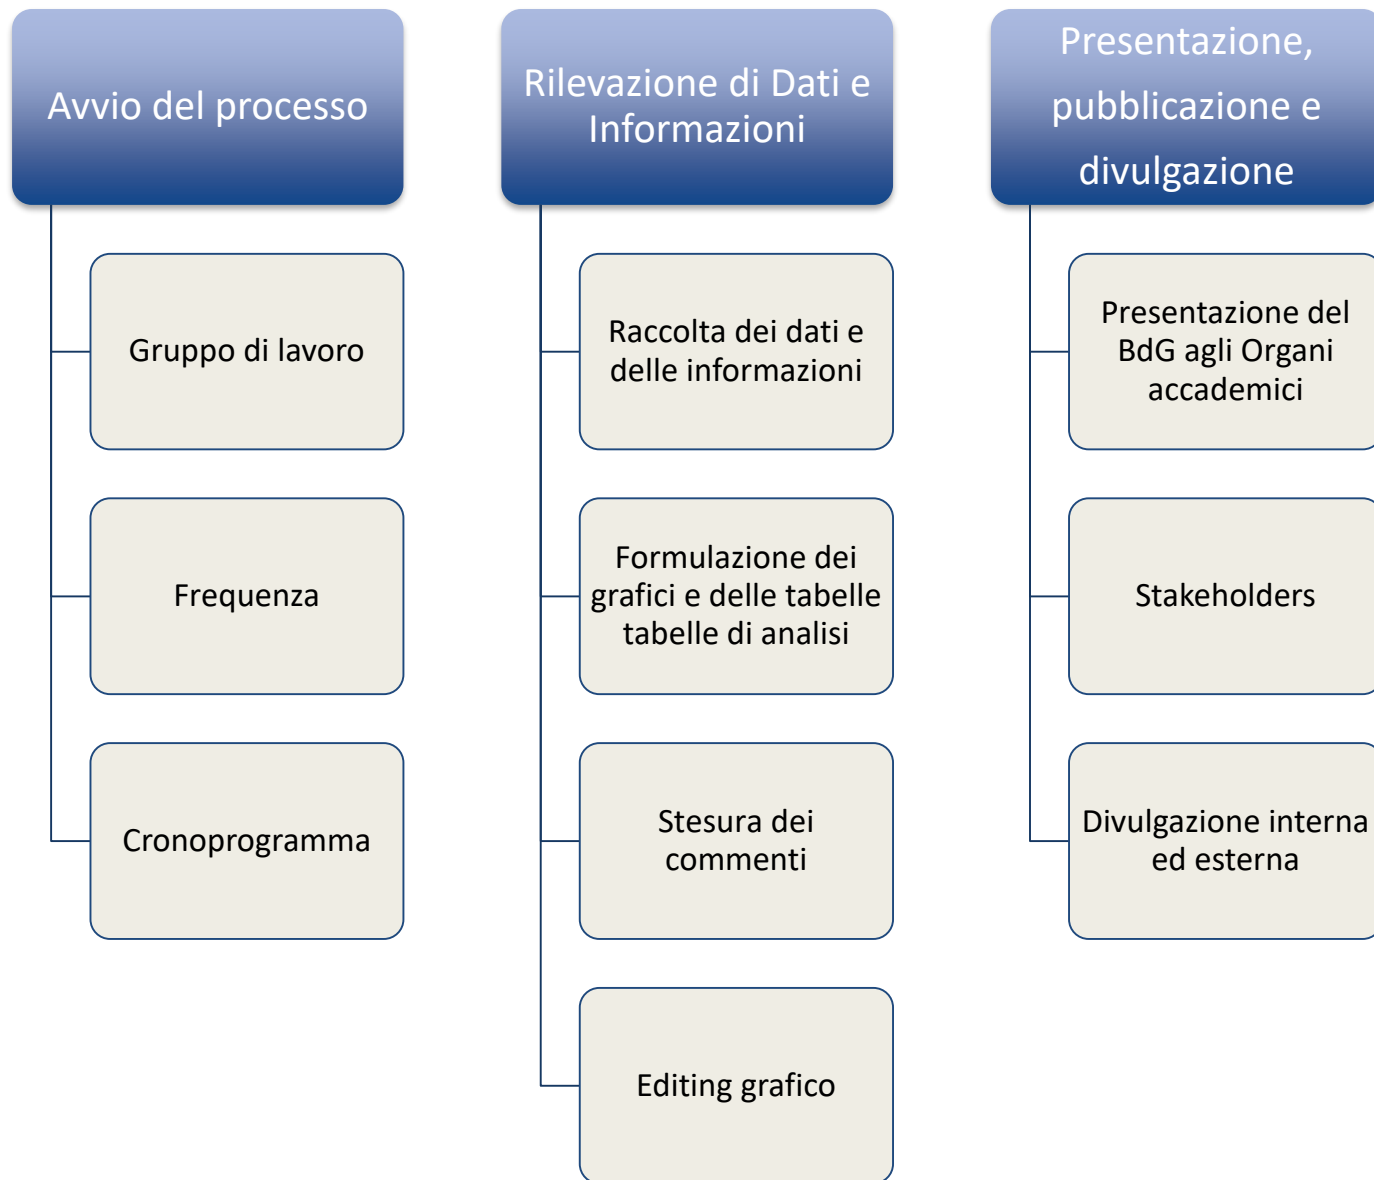 Avvio del processo
Gruppo di lavoro
Frequenza
Cronoprogramma
Rilevazione di Dati e
Informazioni
Raccolta dei dati e
delle informazioni
Formulazione dei
grafici e delle tabelle
tabelle di analisi
Stesura dei
commenti
Editing grafico
Presentazione,
pubblicazione e
divulgazione
Presentazione del
BdG agli Organi
accademici
Stakeholders
Divulgazione interna
ed esterna